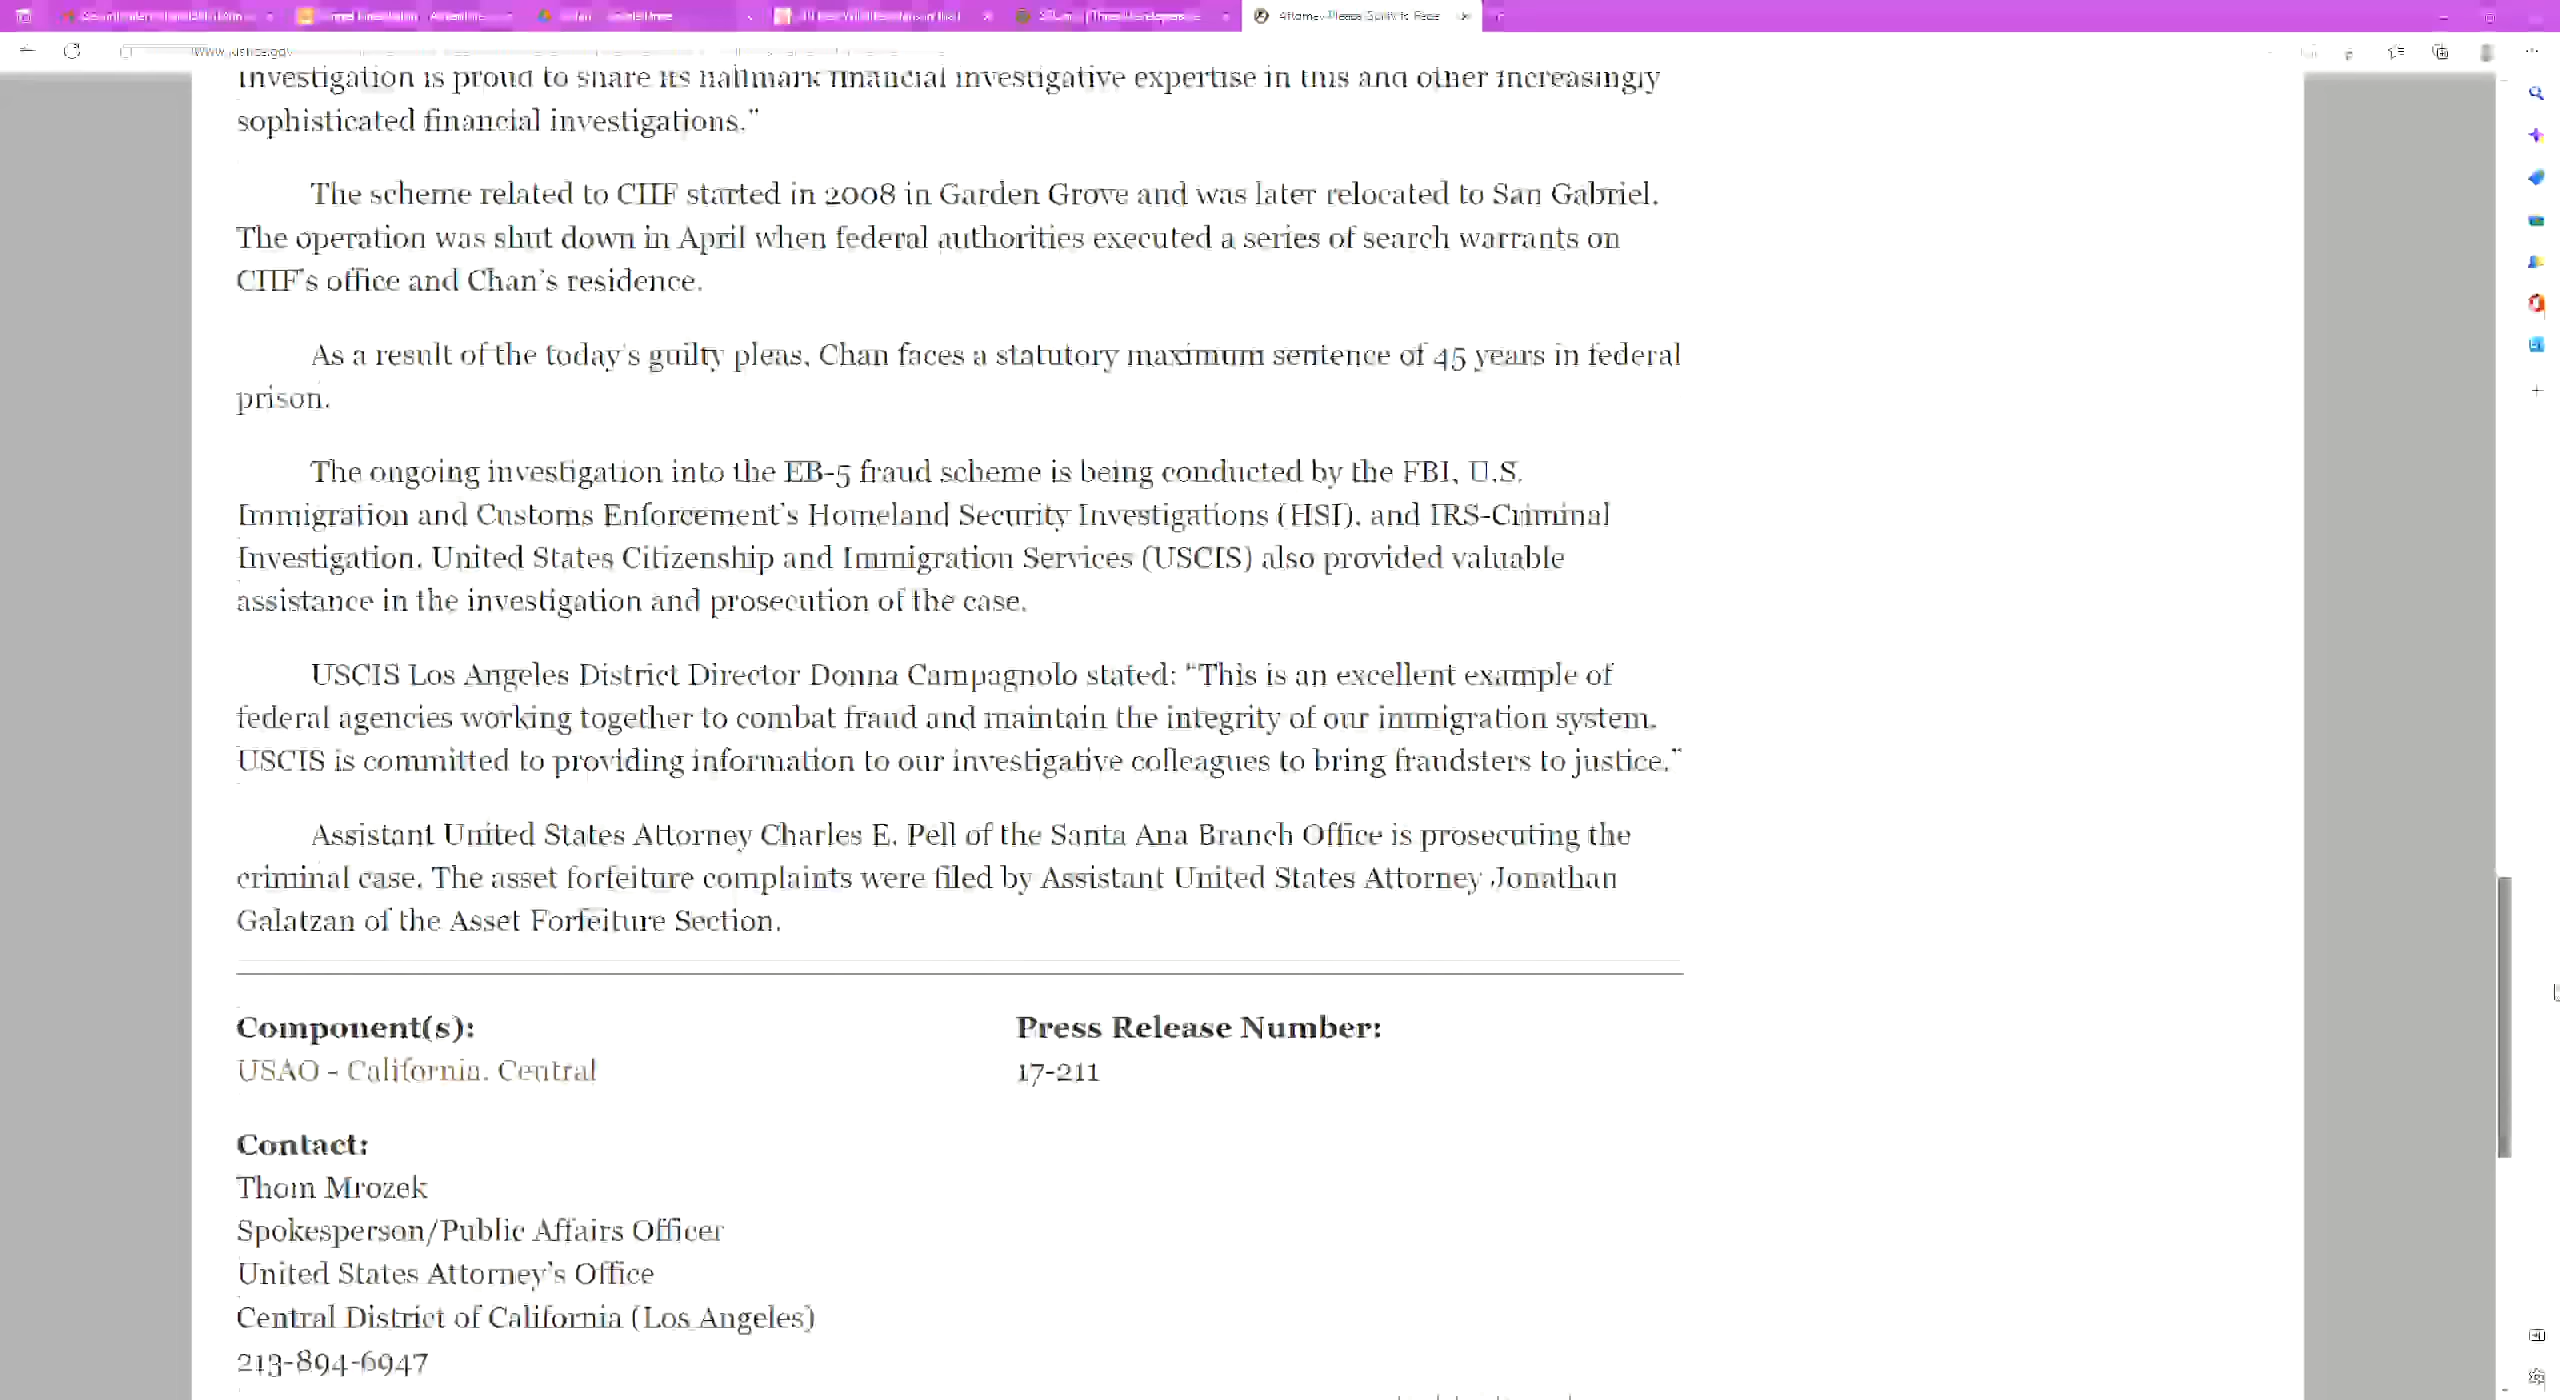 www.justice.gov
Investigation is proud to share its hallmark financial investigative expertise in this and other increasingly
sophisticated financial investigations."
The scheme related to CIIF started in 2008 in Garden Grove and was later relocated to San Gabriel.
The operation was shut down in April when federal authorities executed a series of search warrants on
CIIF's office and Chan's residence.
As a result of the today's guilty pleas, Chan faces a statutory maximum sentence of 45 years in federal
prison.
The ongoing investigation into the EB-5 fraud scheme is being conducted by the FBI, U.S.
Immigration and Customs Enforcement's Homeland Security Investigations (HSI), and IRS-Criminal
Investigation. United States Citizenship and Immigration Services (USCIS) also provided valuable
assistance in the investigation and prosecution of the case.
USCIS Los Angeles District Director Donna Campagnolo stated: "This is an excellent example of
federal agencies working together to combat fraud and maintain the integrity of our immigration system.
USCIS is committed to providing information to our investigative colleagues to bring fraudsters to justice."
Assistant United States Attorney Charles E. Pell of the Santa Ana Branch Office is prosecuting the
criminal case. The asset forfeiture complaints were filed by Assistant United States Attorney Jonathan
Galatzan of the Asset Forfeiture Section.
Component(s):
USAO - California, Central
Press Release Number:
17-211
Contact:
Thom Mrozek
Spokesperson/Public Affairs Officer
United States Attorney's Office
Central District of California (Los Angeles)
213-894-6947